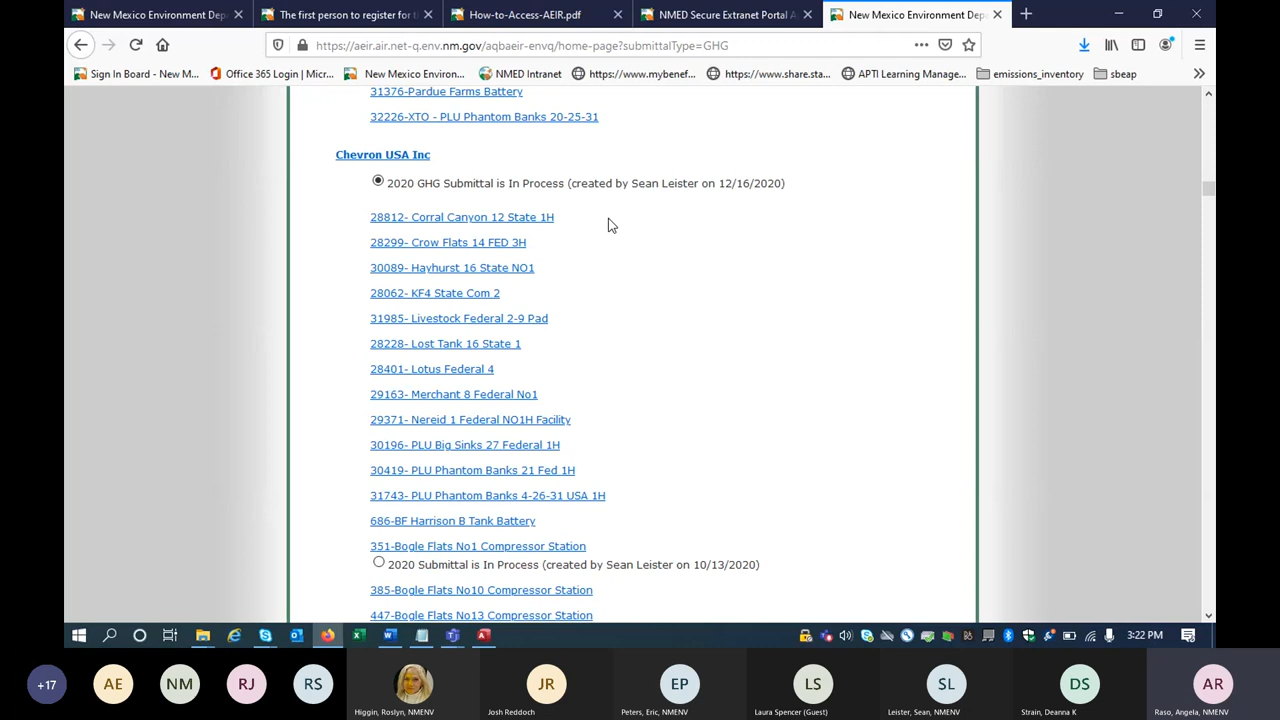 New Mexico Environment Dep
The first person to register for t
How-to-Access-AEIR.pdf
NMED Secure Extranet Portal A
New Mexico Environment Dep
https://aeir.air.net-q.env.nm.gov/aqbaeir-envq/home-page?submittalType=GHG
Sign In Board - New M...
Office 365 Login | Micr...
New Mexico Environ...
NMED Intranet
https://www.mybenef...
https://www.share.sta...
APTI Learning Manage...
emissions_inventory
sbeap
31376-Pardue Farms Battery
32226-XTO - PLU Phantom Banks 20-25-31
Chevron USA Inc
2020 GHG Submittal is In Process (created by Sean Leister on 12/16/2020)
28812- Corral Canyon 12 State 1H
28299- Crow Flats 14 FED 3H
30089- Hayhurst 16 State NO1
28062- KF4 State Com 2
31985- Livestock Federal 2-9 Pad
28228- Lost Tank 16 State 1
28401- Lotus Federal 4
29163- Merchant 8 Federal No1
29371- Nereid 1 Federal NO1H Facility
30196- PLU Big Sinks 27 Federal 1H
30419- PLU Phantom Banks 21 Fed 1H
31743- PLU Phantom Banks 4-26-31 USA 1H
686-BF Harrison B Tank Battery
351-Bogle Flats No1 Compressor Station
2020 Submittal is In Process (created by Sean Leister on 10/13/2020)
385-Bogle Flats No10 Compressor Station
447-Bogle Flats No13 Compressor Station
3:22 PM
+17
AE
NM
RJ
RS
Higgin, Roslyn, NMENV
JR
Josh Reddoch
EP
Peters, Eric, NMENV
LS
Laura Spencer (Guest)
SL
Leister, Sean, NMENV
DS
Strain, Deanna K
AR
Raso, Angela, NMENV